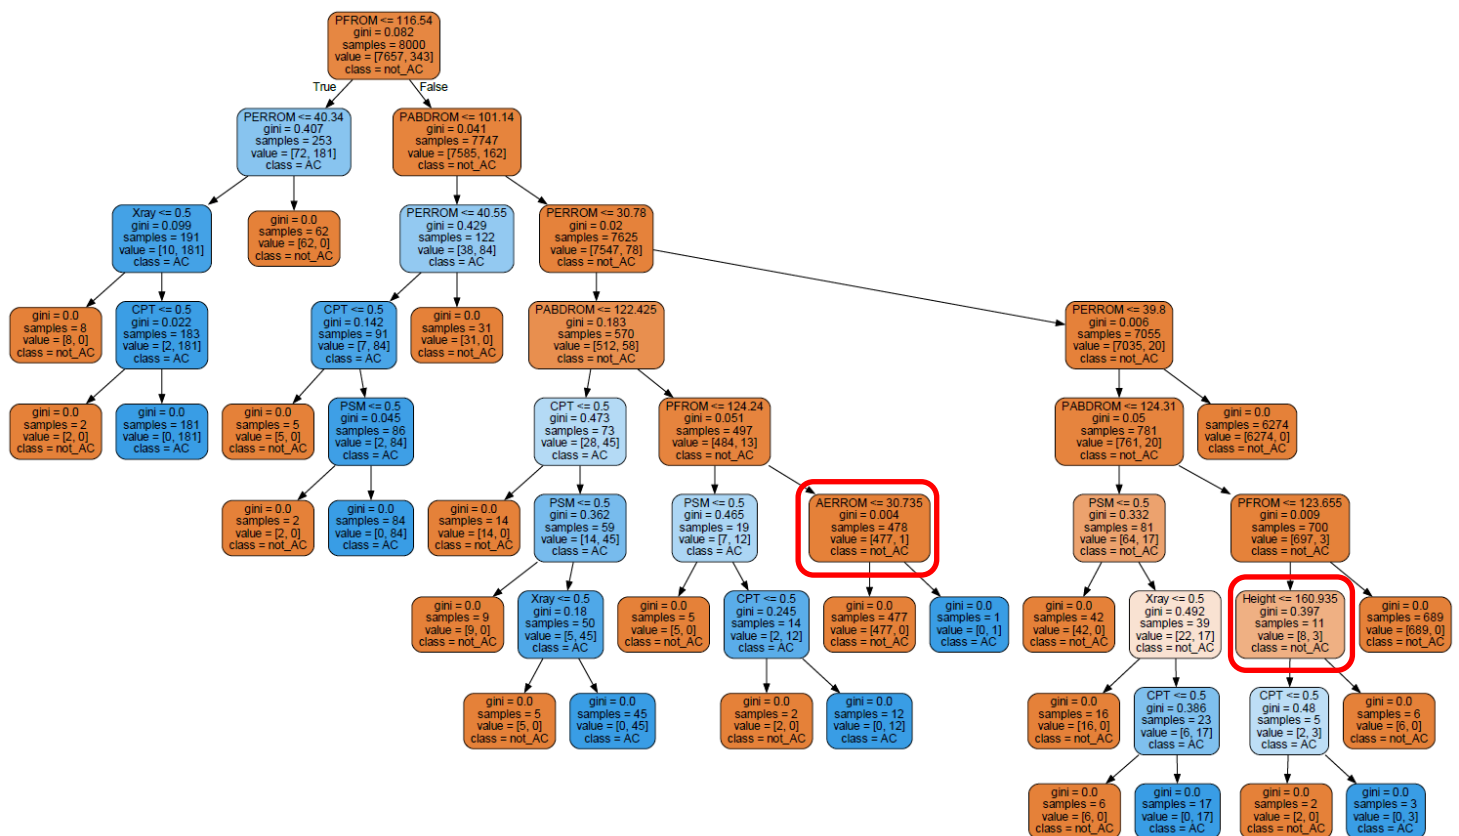 PFROM <= 116.54
gini = 0.082
samples = 8000
value = [7657, 343]
class = not_AC
True
False
PERROM <= 40.34
gini = 0.407
samples = 253
value = [72, 181]
class = AC
PABDROM <= 101.14
gini = 0.041
samples = 7747
value = [7585, 162]
class = not_AC
Xray <= 0.5
gini = 0.099
samples = 191
value = [10, 181]
class = AC
gini = 0.0
samples = 62
value = [62, 0]
class = not_AC
PERROM <= 40.55
gini = 0.429
samples = 122
value = [38, 84]
class = AC
PERROM <= 30.78
gini = 0.02
samples = 7625
value = [7547, 78]
class = not_AC
gini = 0.0
samples = 8
value = [8, 0]
class = not_AC
CPT <= 0.5
gini = 0.022
samples = 183
value = [2, 181]
class = AC
CPT <= 0.5
gini = 0.142
samples = 91
value = [7, 84]
class = AC
gini = 0.0
samples = 31
value = [31, 0]
class = not_AC
PABDROM <= 122.425
gini = 0.183
samples = 570
value = [512, 58]
class = not_AC
PERROM <= 39.8
gini = 0.006
samples = 7055
value = [7035, 20]
class = not_AC
gini = 0.0
samples = 2
value = [2, 0]
class = not_AC
gini = 0.0
samples = 181
value = [0, 181]
class = AC
gini = 0.0
samples = 5
value = [5, 0]
class = not_AC
PSM <= 0.5
gini = 0.045
samples = 86
value = [2, 84]
class = AC
CPT <= 0.5
gini = 0.473
samples = 73
value = [28, 45]
class = AC
PFROM <= 124.24
gini = 0.051
samples = 497
value = [484, 13]
class = not_AC
PABDROM <= 124.31
gini = 0.05
samples = 781
value = [761, 20]
class = not_AC
gini = 0.0
samples = 6274
value = [6274, 0]
class = not_AC
gini = 0.0
samples = 2
value = [2, 0]
class = not_AC
gini = 0.0
samples = 84
value = [0, 84]
class = AC
gini = 0.0
samples = 14
value = [14, 0]
class = not_AC
PSM <= 0.5
gini = 0.362
samples = 59
value = [14, 45]
class = AC
PSM <= 0.5
gini = 0.465
samples = 19
value = [7, 12]
class = AC
AERROM <= 30.735
gini = 0.004
samples = 478
value = [477, 1]
class = not_AC
PSM <= 0.5
gini = 0.332
samples = 81
value = [64, 17]
class = not_AC
PFROM <= 123.655
gini = 0.009
samples = 700
value = [697, 3]
class = not_AC
gini = 0.0
samples = 9
value = [9, 0]
class = not_AC
Xray <= 0.5
gini = 0.18
samples = 50
value = [5, 45]
class = AC
gini = 0.0
samples = 5
value = [5, 0]
class = not_AC
CPT <= 0.5
gini = 0.245
samples = 14
value = [2, 12]
class = AC
gini = 0.0
samples = 477
value = [477, 0]
class = not_AC
gini = 0.0
samples = 1
value = [0, 1]
class = AC
gini = 0.0
samples = 42
value = [42, 0]
class = not_AC
Xray <= 0.5
gini = 0.492
samples = 39
value = [22, 17]
class = not_AC
Height <= 160.935
gini = 0.397
samples = 11
value = [8, 3]
class = not_AC
gini = 0.0
samples = 689
value = [689, 0]
class = not_AC
gini = 0.0
samples = 5
value = [5, 0]
class = not_AC
gini = 0.0
samples = 45
value = [0, 45]
class = AC
gini = 0.0
samples = 2
value = [2, 0]
class = not_AC
gini = 0.0
samples = 12
value = [0, 12]
class = AC
gini = 0.0
samples = 16
value = [16, 0]
class = not_AC
CPT <= 0.5
gini = 0.386
samples = 23
value = [6, 17]
class = AC
CPT <= 0.5
gini = 0.48
samples = 5
value = [2, 3]
class = AC
gini = 0.0
samples = 6
value = [6, 0]
class = not_AC
gini = 0.0
samples = 6
value = [6, 0]
class = not_AC
gini = 0.0
samples = 17
value = [0, 17]
class = AC
gini = 0.0
samples = 2
value = [2, 0]
class = not_AC
gini = 0.0
samples = 3
value = [0, 3]
class = AC